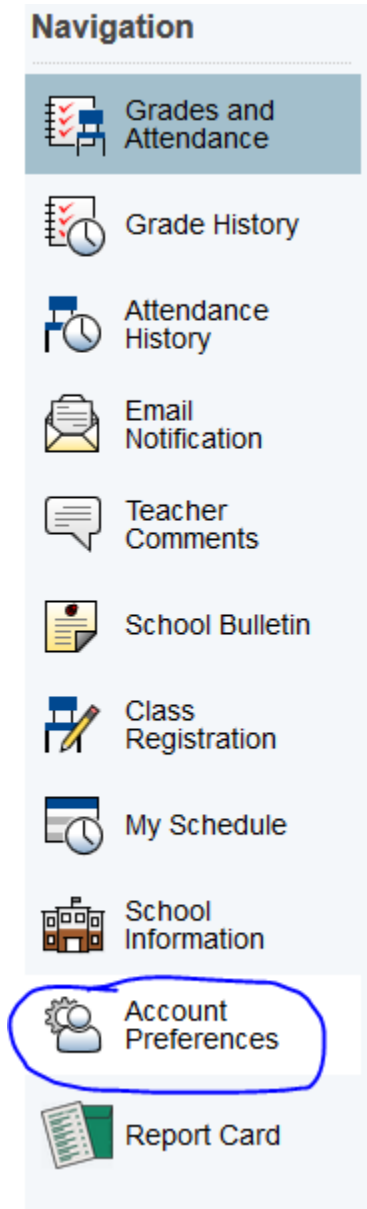 Navigation
Grades and
Attendance
Grade History
Attendance
History
Email
Notification
Teacher
Comments
School Bulletin
Class
Registration
My Schedule
School
Information
Account
Preferences
Report Card